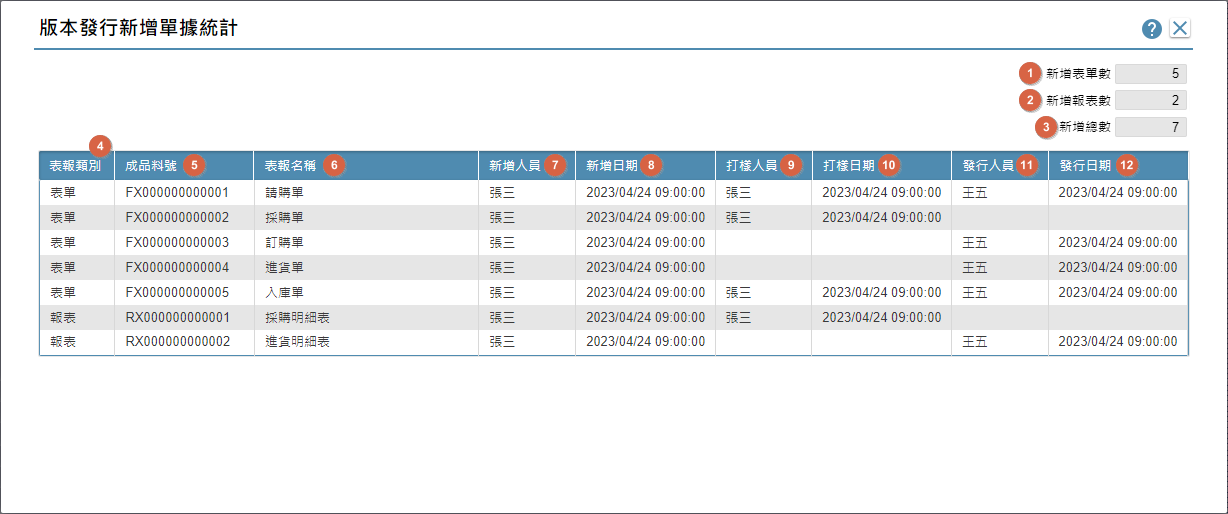 版本發行新增單據統計
?
1 新增表單數 5
2 新增報表數 2
3 新增總數 7
4
表報類別 成品料號 5 表報名稱 6 新增人員 7 新增日期 8 打樣人員 9 打樣日期 10 發行人員 11 發行日期 12
表單 FX000000000001 請購單 張三 2023/04/24 09:00:00 張三 2023/04/24 09:00:00 王五 2023/04/24 09:00:00
表單 FX000000000002 採購單 張三 2023/04/24 09:00:00 張三 2023/04/24 09:00:00
表單 FX000000000003 訂購單 張三 2023/04/24 09:00:00 王五 2023/04/24 09:00:00
表單 FX000000000004 進貨單 張三 2023/04/24 09:00:00 王五 2023/04/24 09:00:00
表單 FX000000000005 入庫單 張三 2023/04/24 09:00:00 張三 2023/04/24 09:00:00 王五 2023/04/24 09:00:00
報表 RX000000000001 採購明細表 張三 2023/04/24 09:00:00 張三 2023/04/24 09:00:00
報表 RX000000000002 進貨明細表 張三 2023/04/24 09:00:00 王五 2023/04/24 09:00:00